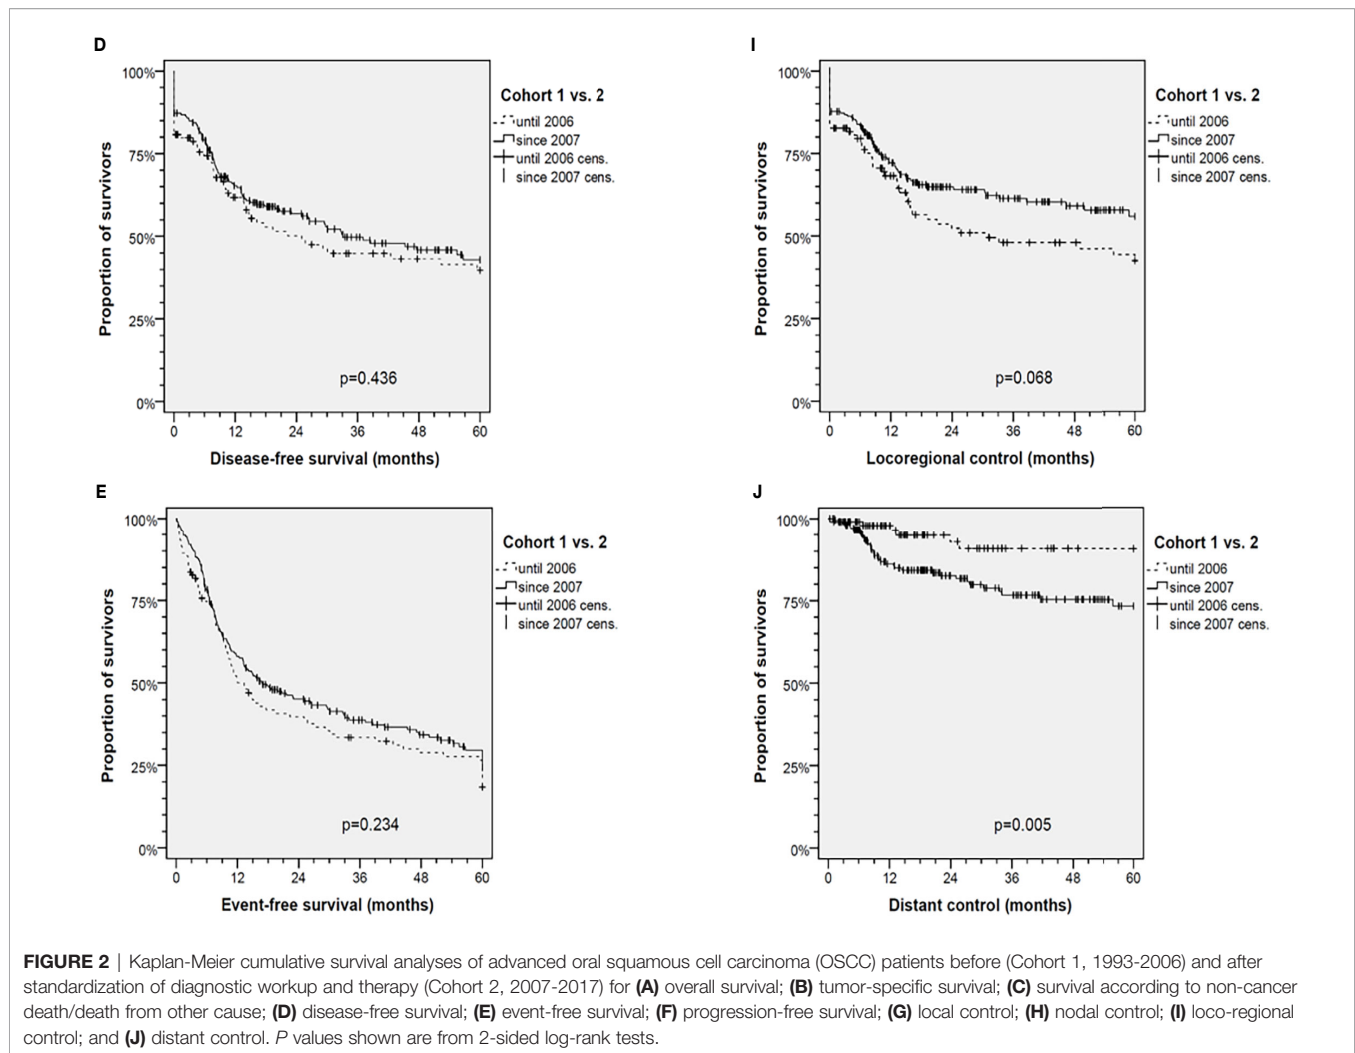 D
100%
75%
50%
25%
0%
Proportion of survivors
0 12 24 36 48 60
Disease-free survival (months)
p=0.436
Cohort 1 vs. 2
until 2006
since 2007
until 2006 cens.
since 2007 cens.
I
100%
75%
50%
25%
0%
Proportion of survivors
0 12 24 36 48 60
Locoregional control (months)
p=0.068
Cohort 1 vs. 2
until 2006
since 2007
until 2006 cens.
since 2007 cens.
E
100%
75%
50%
25%
0%
Proportion of survivors
0 12 24 36 48 60
Event-free survival (months)
p=0.234
Cohort 1 vs. 2
until 2006
since 2007
until 2006 cens.
since 2007 cens.
J
100%
75%
50%
25%
0%
Proportion of survivors
0 12 24 36 48 60
Distant control (months)
p=0.005
Cohort 1 vs. 2
until 2006
since 2007
until 2006 cens.
since 2007 cens.
FIGURE 2 | Kaplan-Meier cumulative survival analyses of advanced oral squamous cell carcinoma (OSCC) patients before (Cohort 1, 1993-2006) and after
standardization of diagnostic workup and therapy (Cohort 2, 2007-2017) for (A) overall survival; (B) tumor-specific survival; (C) survival according to non-cancer
death/death from other cause; (D) disease-free survival; (E) event-free survival; (F) progression-free survival; (G) local control; (H) nodal control; (I) loco-regional
control; and (J) distant control. P values shown are from 2-sided log-rank tests.